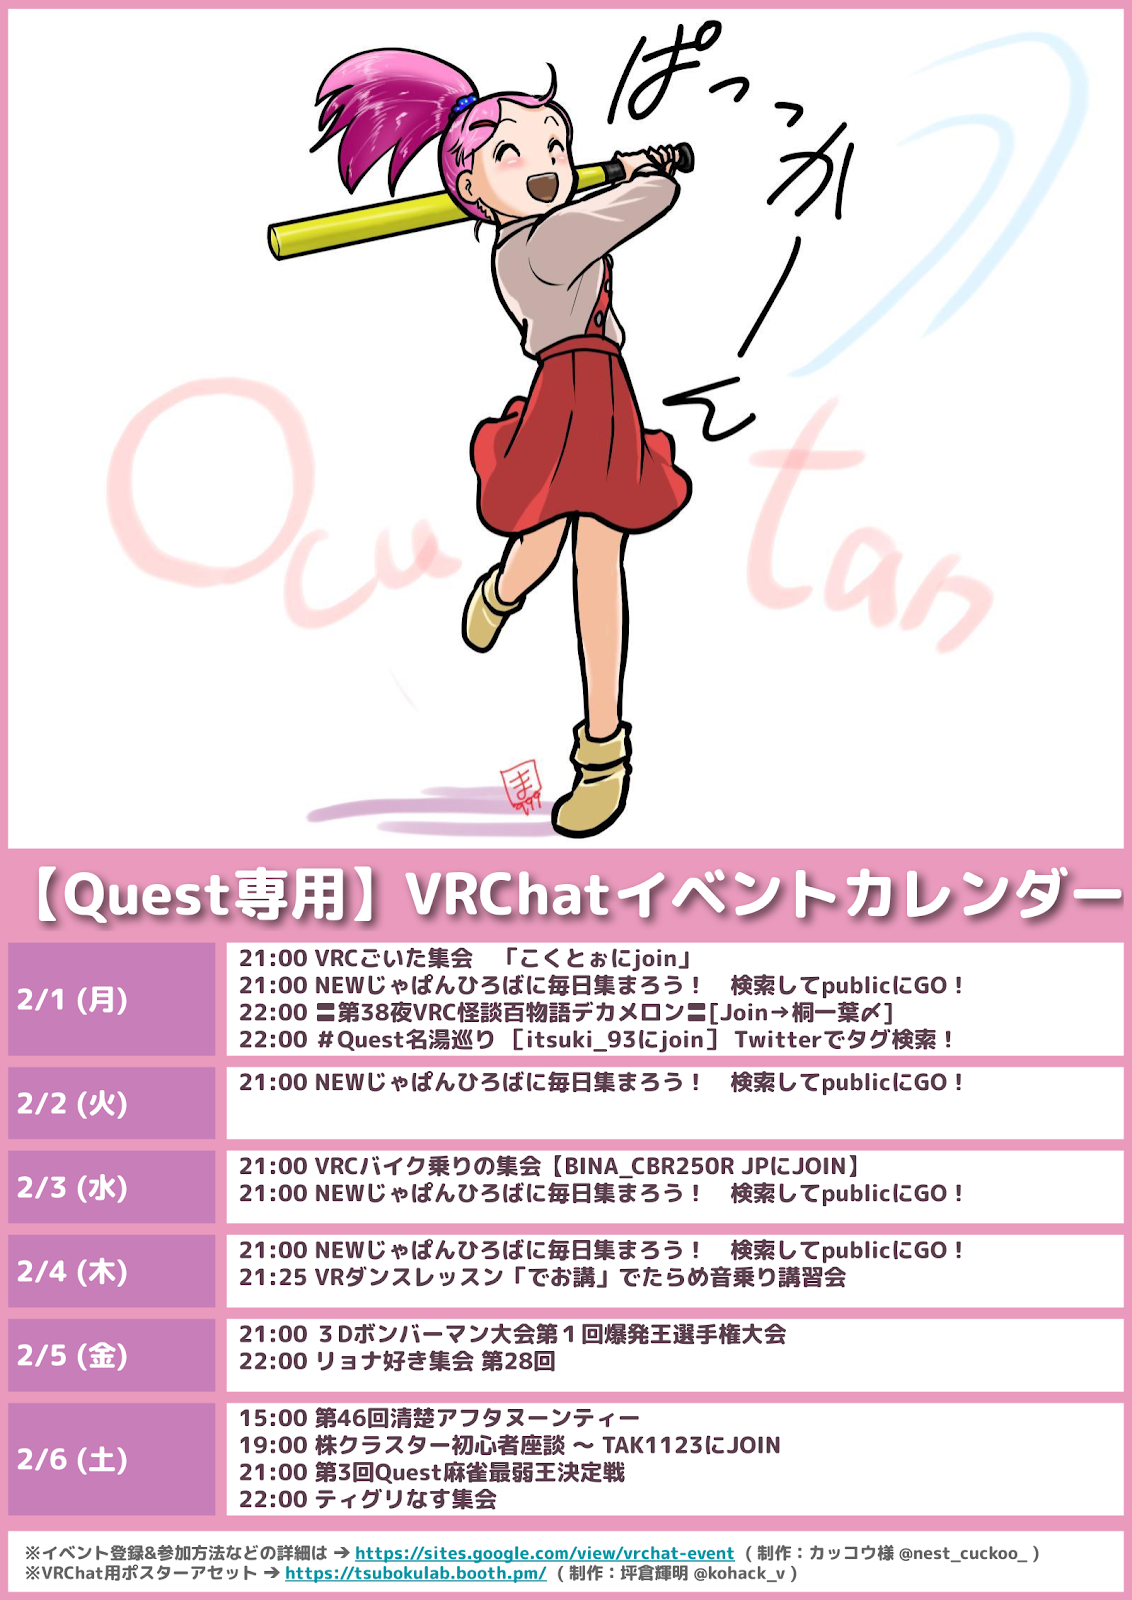 ぱっっかーん
Ocu tan
ま
999
【Quest専用】VRChatイベントカレンダー
2/1 (月)
21:00 VRCごいた集会　「こくとぉにjoin」
21:00 NEWじゃぱんひろばに毎日集まろう！　検索してpublicにGO！
22:00 〓第38夜VRC怪談百物語デカメロン〓[Join→桐一葉〆]
22:00 ＃Quest名湯巡り ［itsuki_93にjoin］ Twitterでタグ検索！
2/2 (火)
21:00 NEWじゃぱんひろばに毎日集まろう！　検索してpublicにGO！
2/3 (水)
21:00 VRCバイク乗りの集会【BINA_CBR250R JPにJOIN】
21:00 NEWじゃぱんひろばに毎日集まろう！　検索してpublicにGO！
2/4 (木)
21:00 NEWじゃぱんひろばに毎日集まろう！　検索してpublicにGO！
21:25 VRダンスレッスン「でお講」でたらめ音乗り講習会
2/5 (金)
21:00 ３Dボンバーマン大会第１回爆発王選手権大会
22:00 リョナ好き集会 第28回
2/6 (土)
15:00 第46回清楚アフタヌーンティー
19:00 株クラスター初心者座談 ～ TAK1123にJOIN
21:00 第3回Quest麻雀最弱王決定戦
22:00 ティグリなす集会
※イベント登録&参加方法などの詳細は ➔ https://sites.google.com/view/vrchat-event （ 制作：カッコウ様 @nest_cuckoo_ ）
※VRChat用ポスターアセット ➔ https://tsubokulab.booth.pm/ （ 制作：坪倉輝明 @kohack_v ）